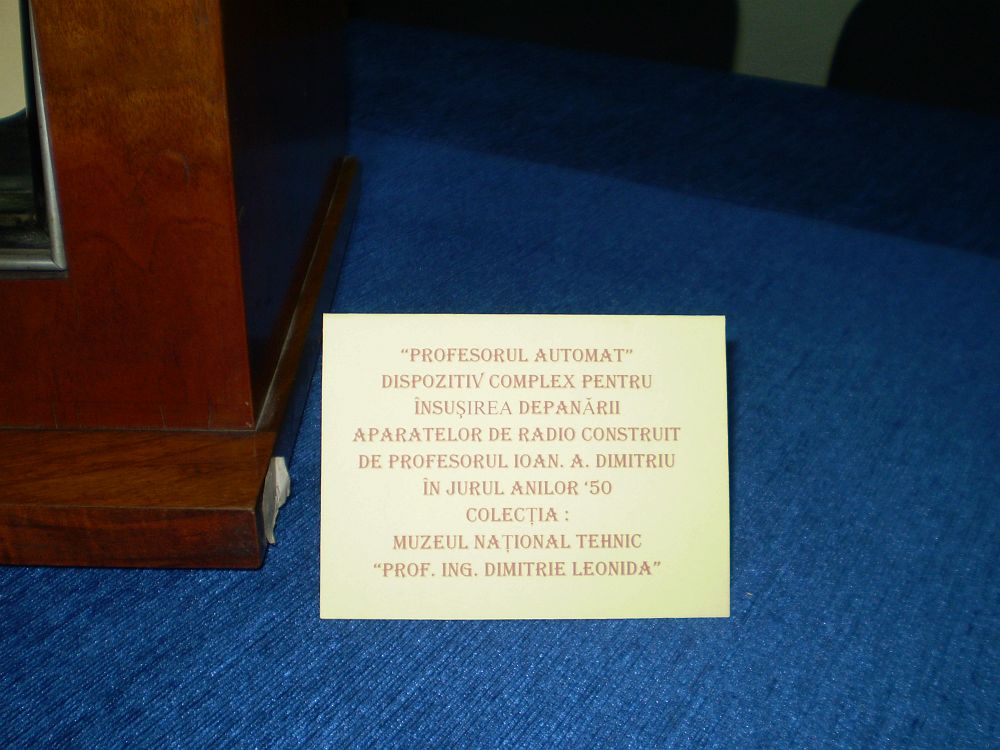 “PROFESORUL AUTOMAT”
DISPOZITIV COMPLEX PENTRU
ÎNSUȘIREA DEPANĂRII
APARATELOR DE RADIO CONSTRUIT
DE PROFESORUL IOAN. A. DIMITRIU
ÎN JURUL ANILOR ‘50
COLECȚIA :
MUZEUL NAȚIONAL TEHNIC
“PROF. ING. DIMITRIE LEONIDA”